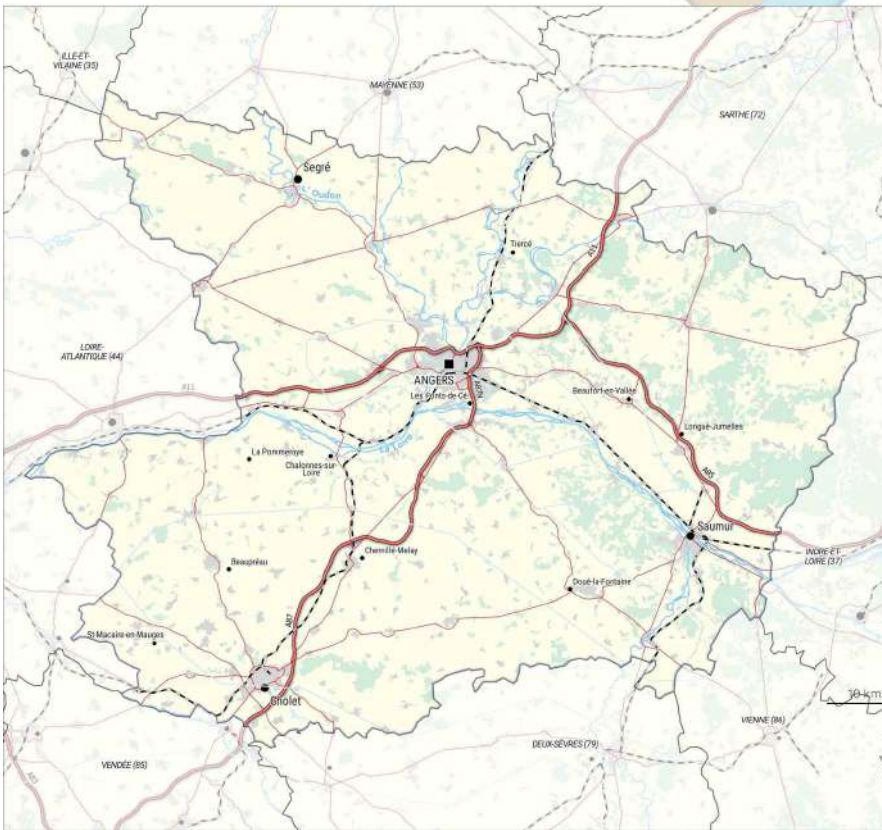 ILLE-ET-
VILAINE (35)
MAYENNE (53)
SARTHE (72)
Segré
L'Oudon
Tiercé
A11
LOIRE-
ATLANTIQUE (44)
A11
ANGERS
A87N
Les Ponts-de-Cé
Beaufort-en-Vallée
Longué-Jumelles
La Pommeraye
Chalonnes-sur-
Loire
La Loire
A85
Saumur
INDRE-ET-
LOIRE (37)
Chemillé-Melay
Beaupréau
Doué-la-Fontaine
A87
St-Macaire-en-Mauges
Cholet
10 km
VIENNE (86)
DEUX-SÈVRES (79)
VENDÉE (85)
A83